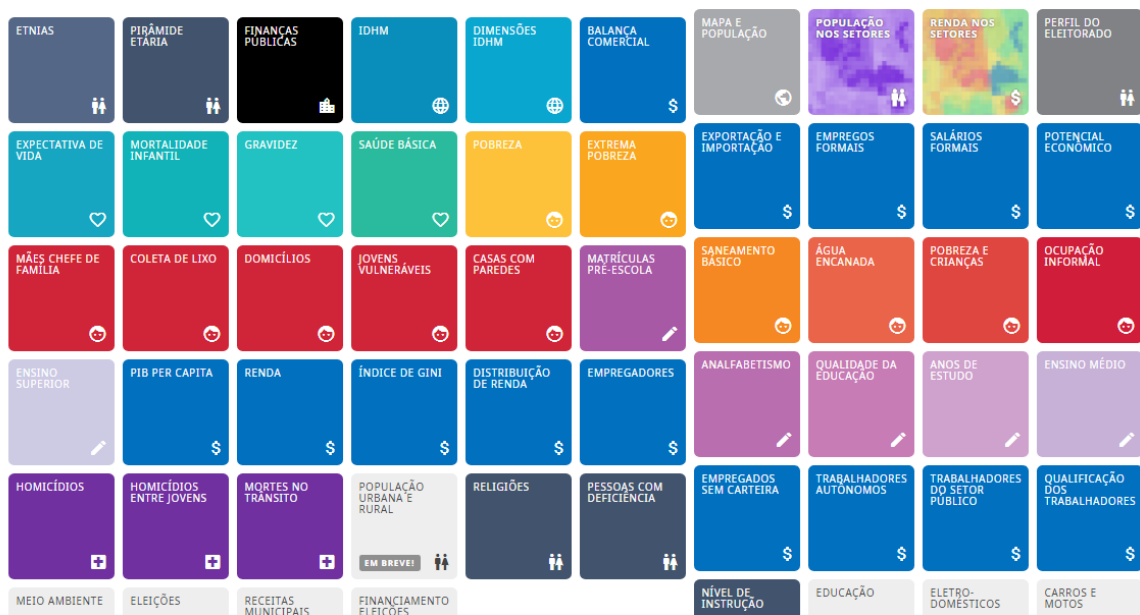 ETNIAS
PIRÂMIDE
ETÁRIA
FINANÇAS
PÚBLICAS
IDHM
DIMENSÕES
IDHM
BALANÇA
COMERCIAL
MAPA E
POPULAÇÃO
POPULAÇÃO
NOS SETORES
RENDA NOS
SETORES
PERFIL DO
ELEITORADO
EXPECTATIVA DE
VIDA
MORTALIDADE
INFANTIL
GRAVIDEZ
SAÚDE BÁSICA
POBREZA
EXTREMA
POBREZA
EXPORTAÇÃO E
IMPORTAÇÃO
EMPREGOS
FORMAIS
SALÁRIOS
FORMAIS
POTENCIAL
ECONÔMICO
MÃES CHEFE DE
FAMÍLIA
COLETA DE LIXO
DOMICÍLIOS
JOVENS
VULNERÁVEIS
CASAS COM
PAREDES
MATRÍCULAS
PRÉ-ESCOLA
SANEAMENTO
BÁSICO
ÁGUA
ENCANADA
POBREZA E
CRIANÇAS
OCUPAÇÃO
INFORMAL
ENSINO
SUPERIOR
PIB PER CAPITA
RENDA
ÍNDICE DE GINI
DISTRIBUIÇÃO
DE RENDA
EMPREGADORES
ANALFABETISMO
QUALIDADE DA
EDUCAÇÃO
ANOS DE
ESTUDO
ENSINO MÉDIO
HOMICÍDIOS
HOMICÍDIOS
ENTRE JOVENS
MORTES NO
TRÂNSITO
POPULAÇÃO
URBANA E
RURAL
EM BREVE!
RELIGIÕES
PESSOAS COM
DEFICIÊNCIA
EMPREGADOS
SEM CARTEIRA
TRABALHADORES
AUTÔNOMOS
TRABALHADORES
DO SETOR
PÚBLICO
QUALIFICAÇÃO
DOS
TRABALHADORES
MEIO AMBIENTE
ELEIÇÕES
RECEITAS
MUNICIPAIS
FINANCIAMENTO
ELEIÇÕES
NÍVEL DE
INSTRUÇÃO
EDUCAÇÃO
ELETRO-
DOMÉSTICOS
CARROS E
MOTOS